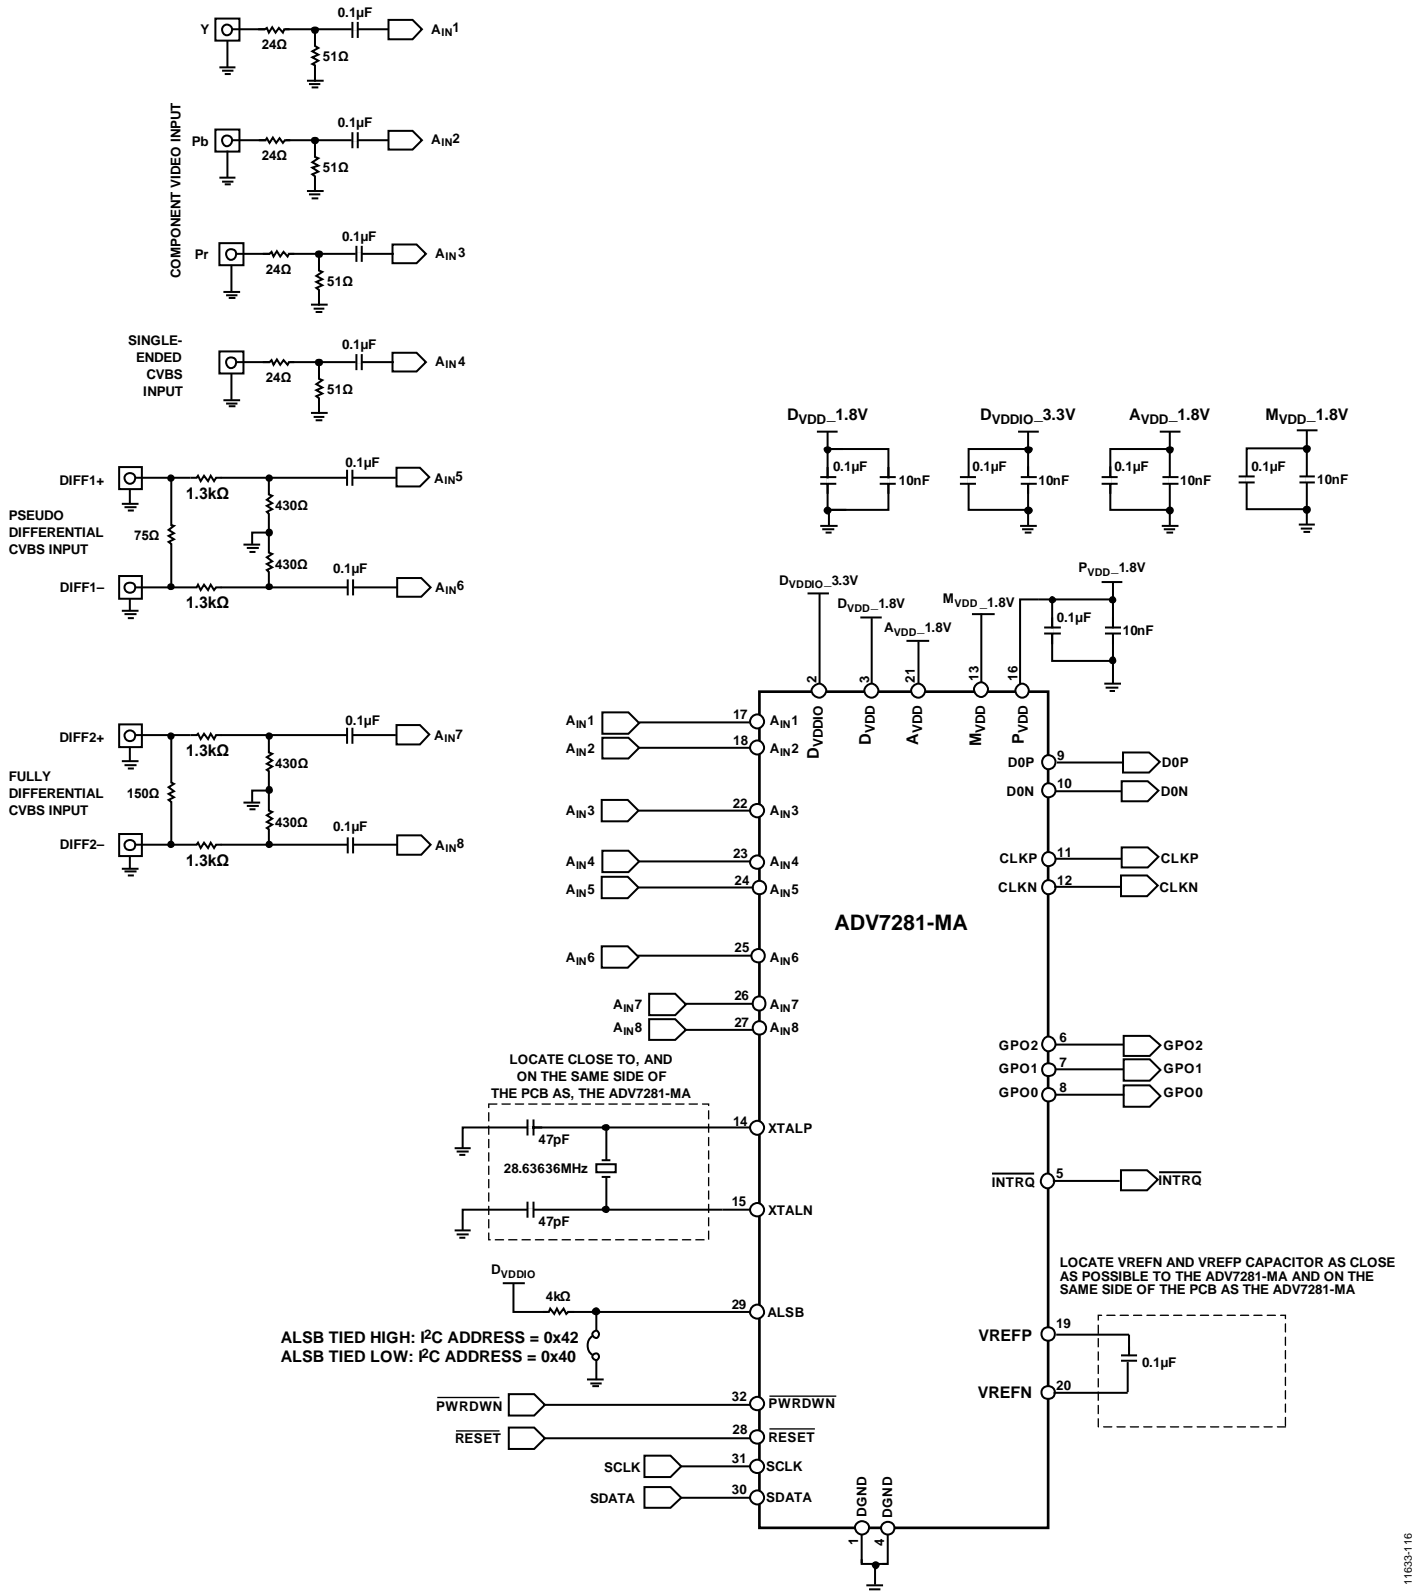 Y
24Ω
0.1µF
51Ω
AIN1
COMPONENT VIDEO INPUT
Pb
24Ω
0.1µF
51Ω
AIN2
Pr
24Ω
0.1µF
51Ω
AIN3
SINGLE-
ENDED
CVBS
INPUT
24Ω
0.1µF
51Ω
AIN4
DIFF1+
1.3kΩ
0.1µF
AIN5
PSEUDO
DIFFERENTIAL
CVBS INPUT
75Ω
430Ω
430Ω
DIFF1–
1.3kΩ
0.1µF
AIN6
DIFF2+
1.3kΩ
0.1µF
AIN7
FULLY
DIFFERENTIAL
CVBS INPUT
150Ω
430Ω
430Ω
DIFF2–
1.3kΩ
0.1µF
AIN8
DVDD_1.8V
0.1µF
10nF
DVDDIO_3.3V
0.1µF
10nF
AVDD_1.8V
0.1µF
10nF
MVDD_1.8V
0.1µF
10nF
DVDDIO_3.3V
DVDD_1.8V
AVDD_1.8V
MVDD_1.8V
PVDD_1.8V
0.1µF
10nF
2
3
21
13
16
DVDDIO
DVDD
AVDD
MVDD
PVDD
AIN1 17 AIN1
AIN2 18 AIN2
AIN3 22 AIN3
AIN4 23 AIN4
AIN5 24 AIN5
AIN6 25 AIN6
AIN7 26 AIN7
AIN8 27 AIN8
D0P 9 D0P
D0N 10 D0N
CLKP 11 CLKP
CLKN 12 CLKN
ADV7281-MA
GPO2 6 GPO2
GPO1 7 GPO1
GPO0 8 GPO0
INTRQ 5 INTRQ
LOCATE CLOSE TO, AND
ON THE SAME SIDE OF
THE PCB AS, THE ADV7281-MA
47pF
14 XTALP
28.63636MHz
47pF
15 XTALN
LOCATE VREFN AND VREFP CAPACITOR AS CLOSE
AS POSSIBLE TO THE ADV7281-MA AND ON THE
SAME SIDE OF THE PCB AS THE ADV7281-MA
VREFP 19
0.1µF
VREFN 20
DVDDIO
4kΩ
29 ALSB
ALSB TIED HIGH: I2C ADDRESS = 0x42
ALSB TIED LOW: I2C ADDRESS = 0x40
PWRDWN 32 PWRDWN
RESET 28 RESET
SCLK 31 SCLK
SDATA 30 SDATA
DGND
DGND
1
4
11633-116